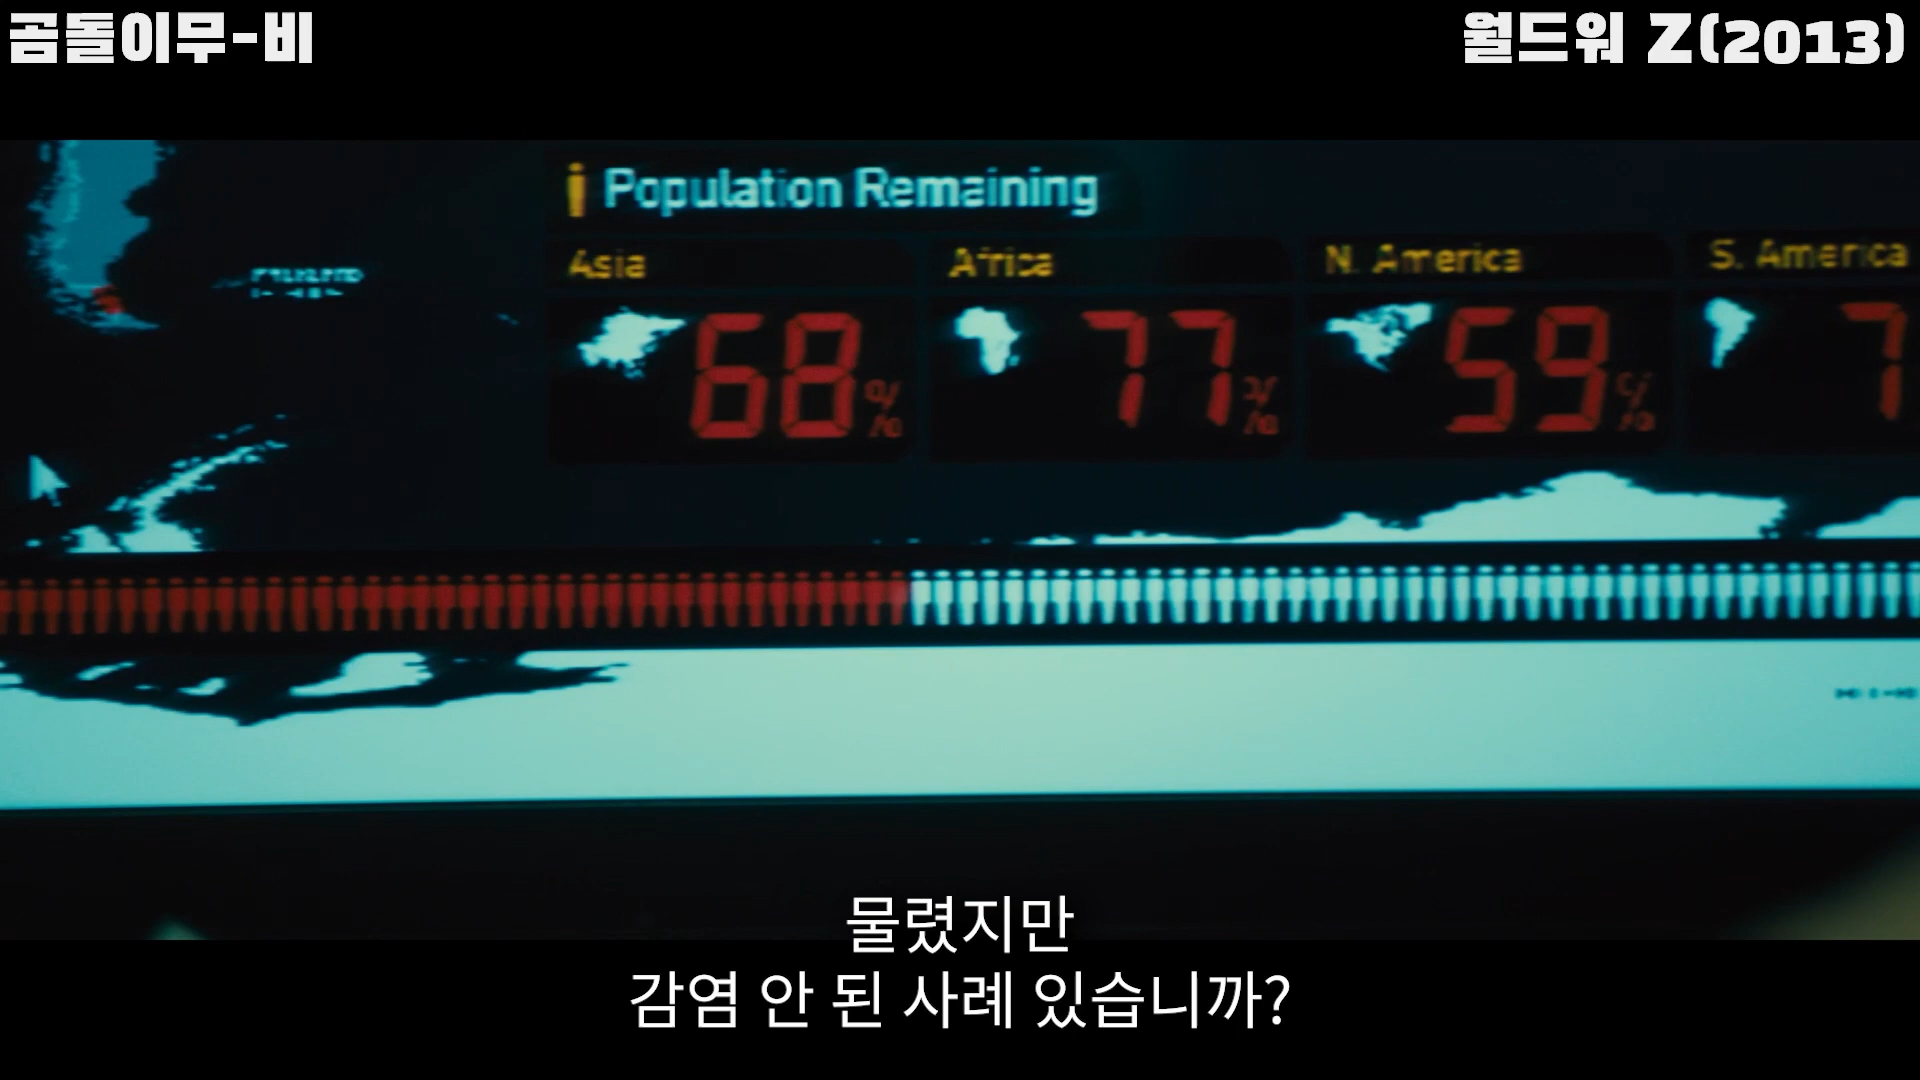 곰돌이무-비
월드워 Z(2013)
Population Remaining
Asia
Africa
N. America
S. America
68%
77%
59%
7
물렸지만
감염 안 된 사례 있습니까?